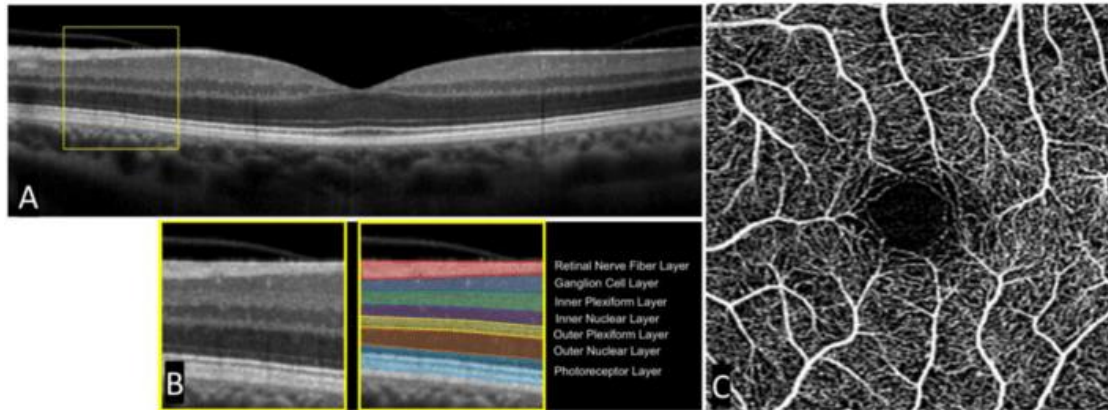 A
B
Retinal Nerve Fiber Layer
Ganglion Cell Layer
Inner Plexiform Layer
Inner Nuclear Layer
Outer Plexiform Layer
Outer Nuclear Layer
Photoreceptor Layer
C